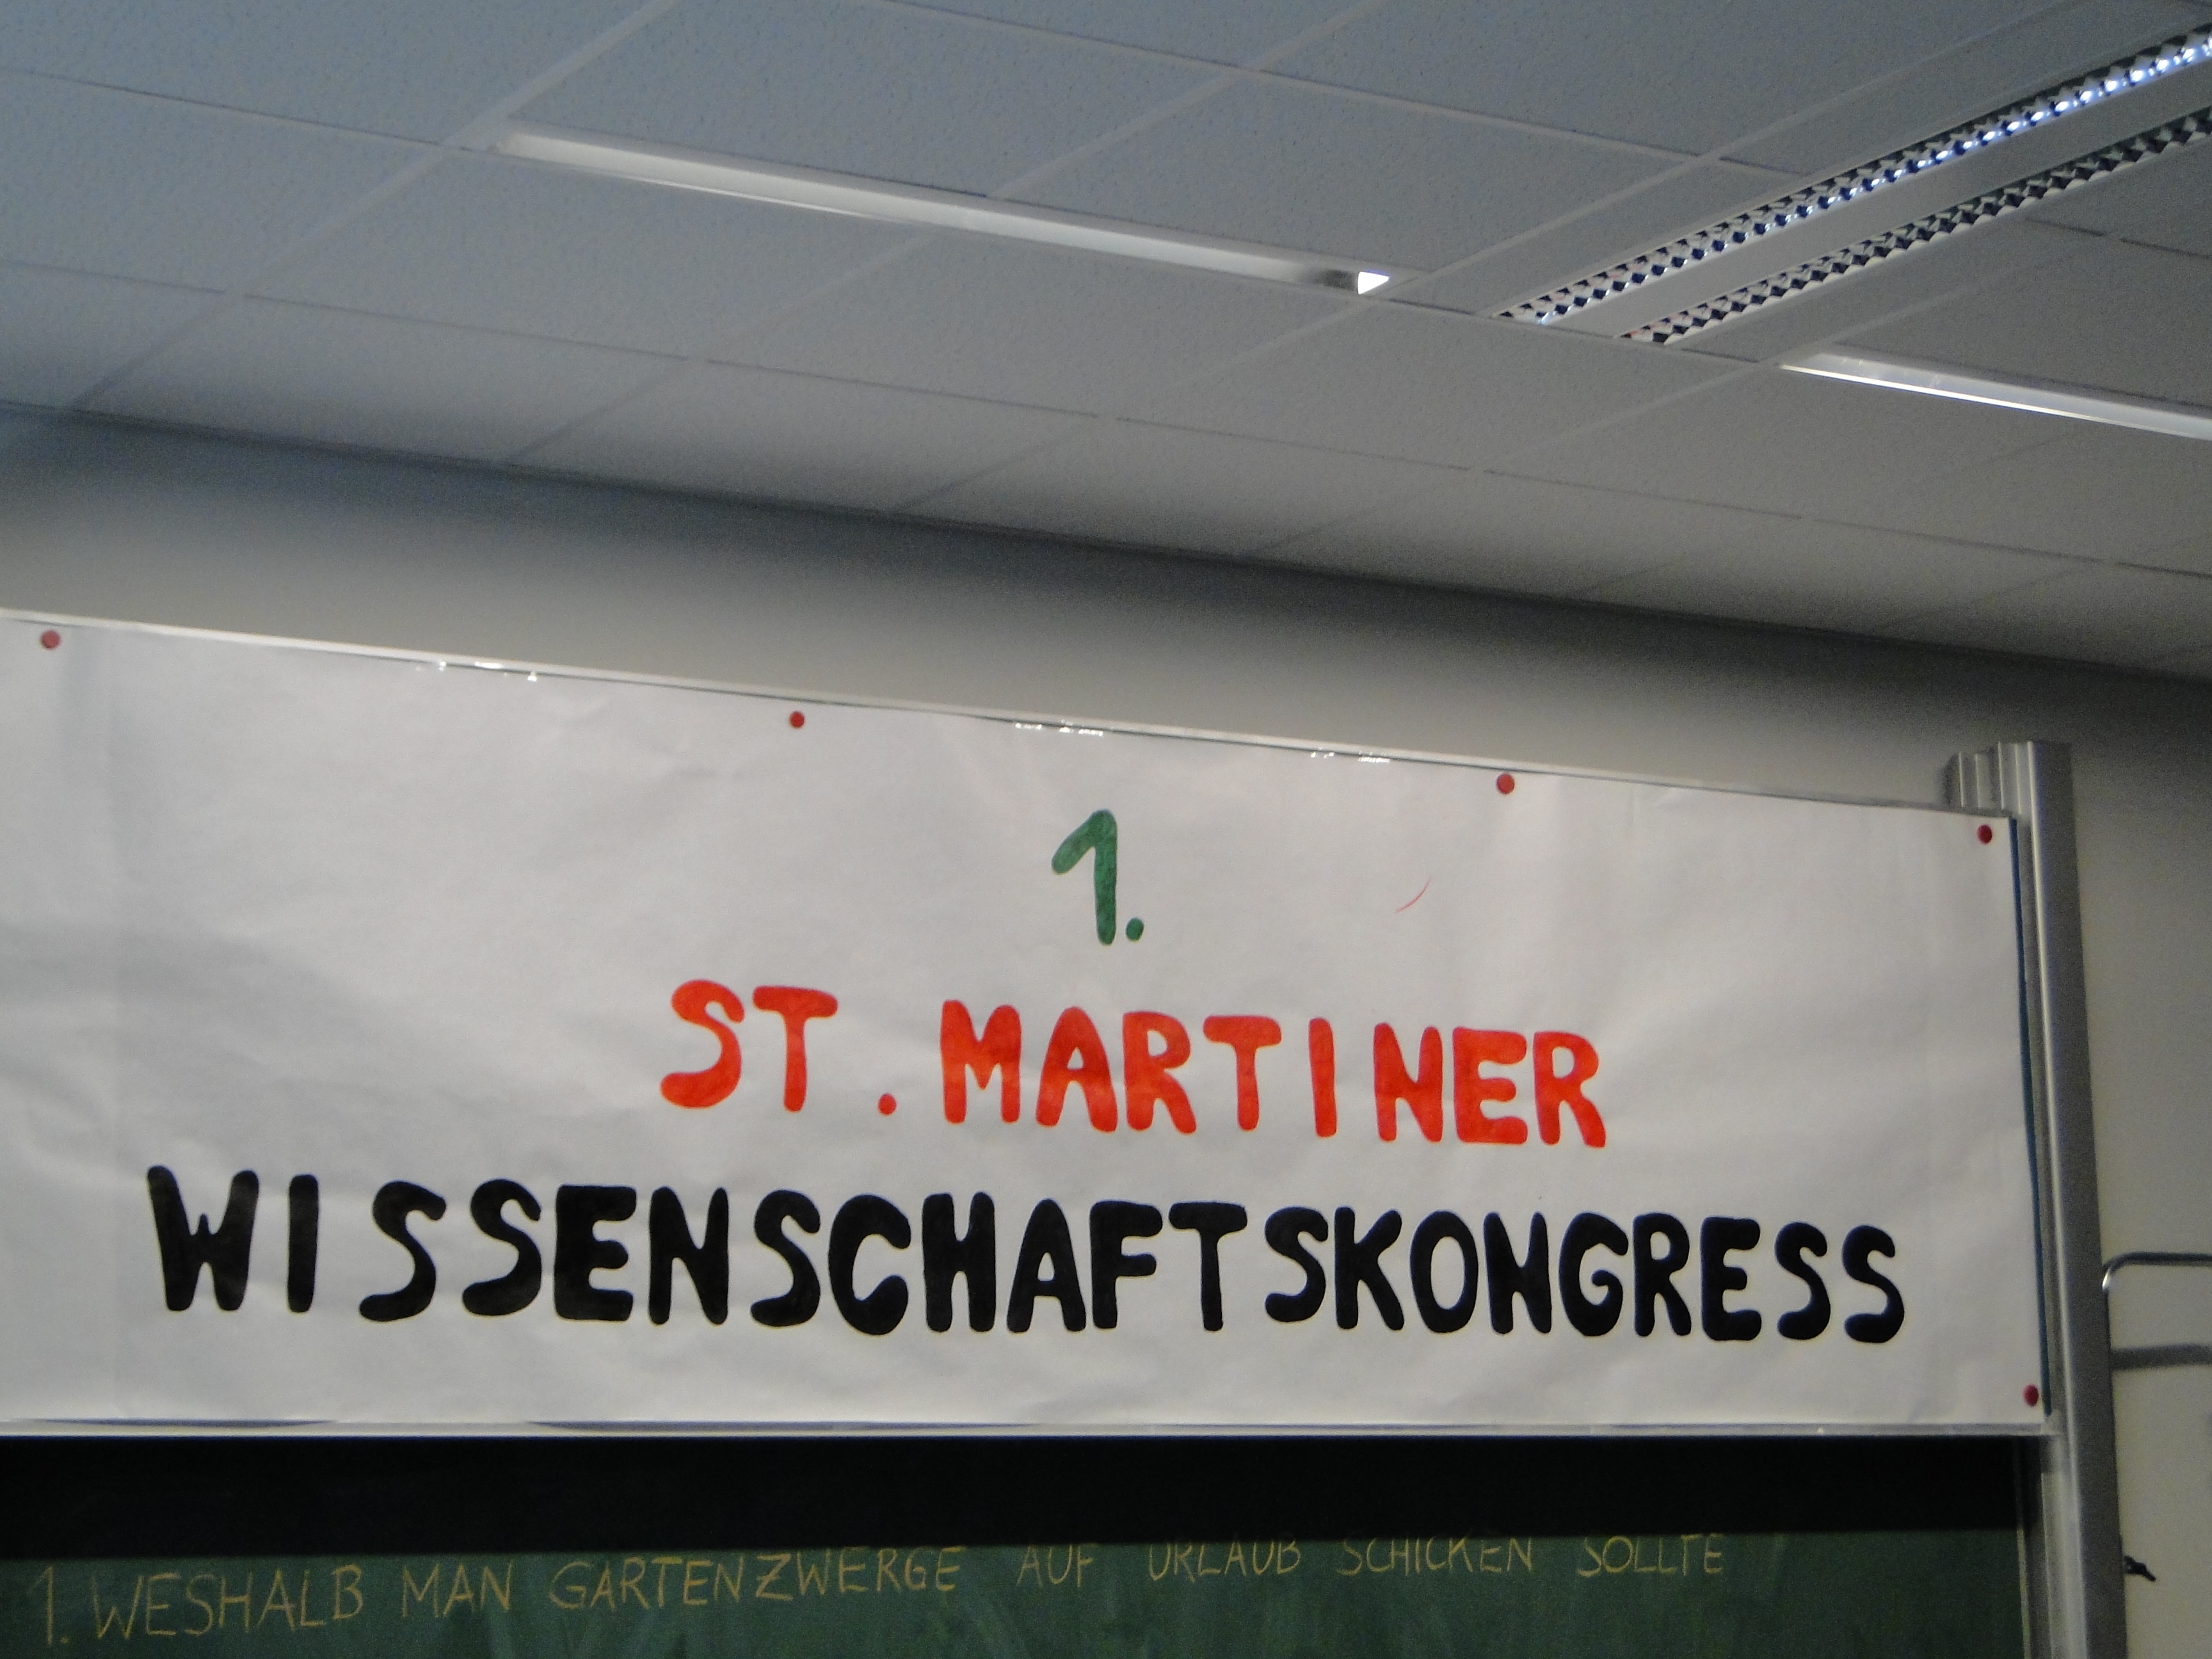 1.
ST. MARTINER
WISSENSCHAFTSKONGRESS
1. WESHALB MAN GARTENZWERGE AUF URLAUB SCHICKEN SOLLTE